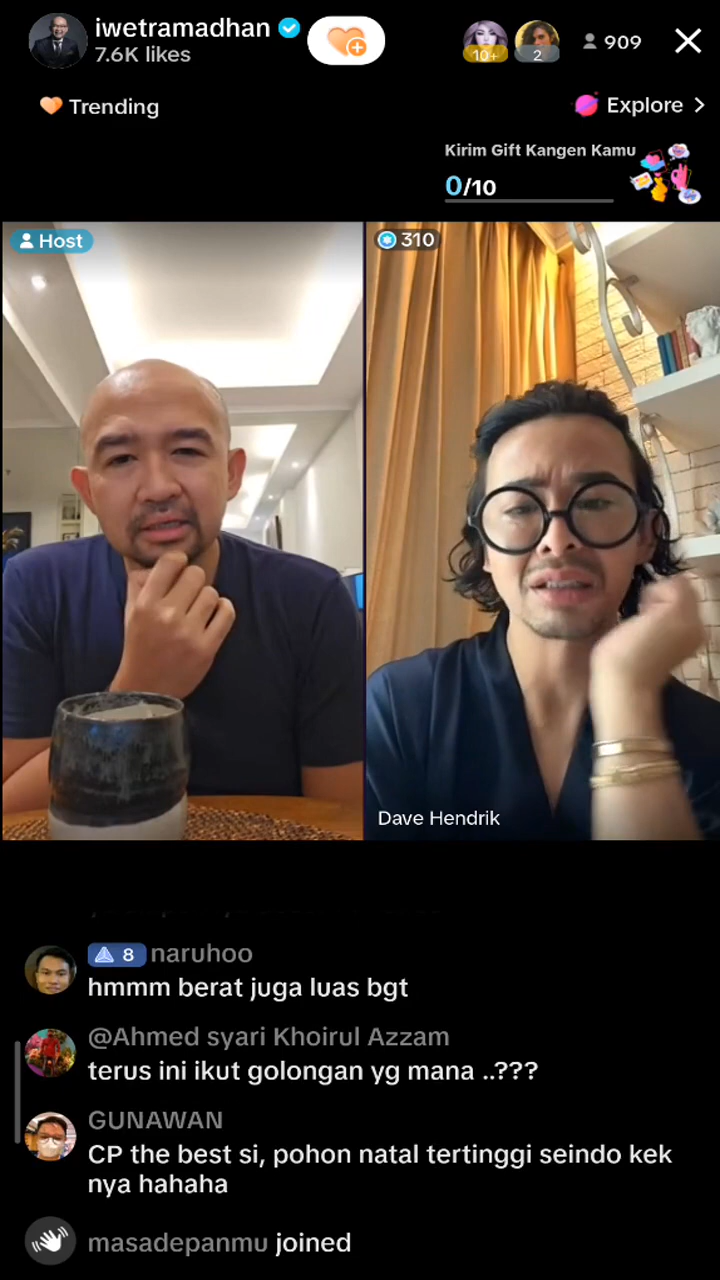 iwetramadhan
7.6K likes
10+
2
909
Trending
Explore
Kirim Gift Kangen Kamu
0/10
Host
310
Dave Hendrik
8 naruhoo
hmmm berat juga luas bgt
@Ahmed syari Khoirul Azzam
terus ini ikut golongan yg mana ..???
GUNAWAN
CP the best si, pohon natal tertinggi seindo kek
nya hahaha
masadepanmu joined